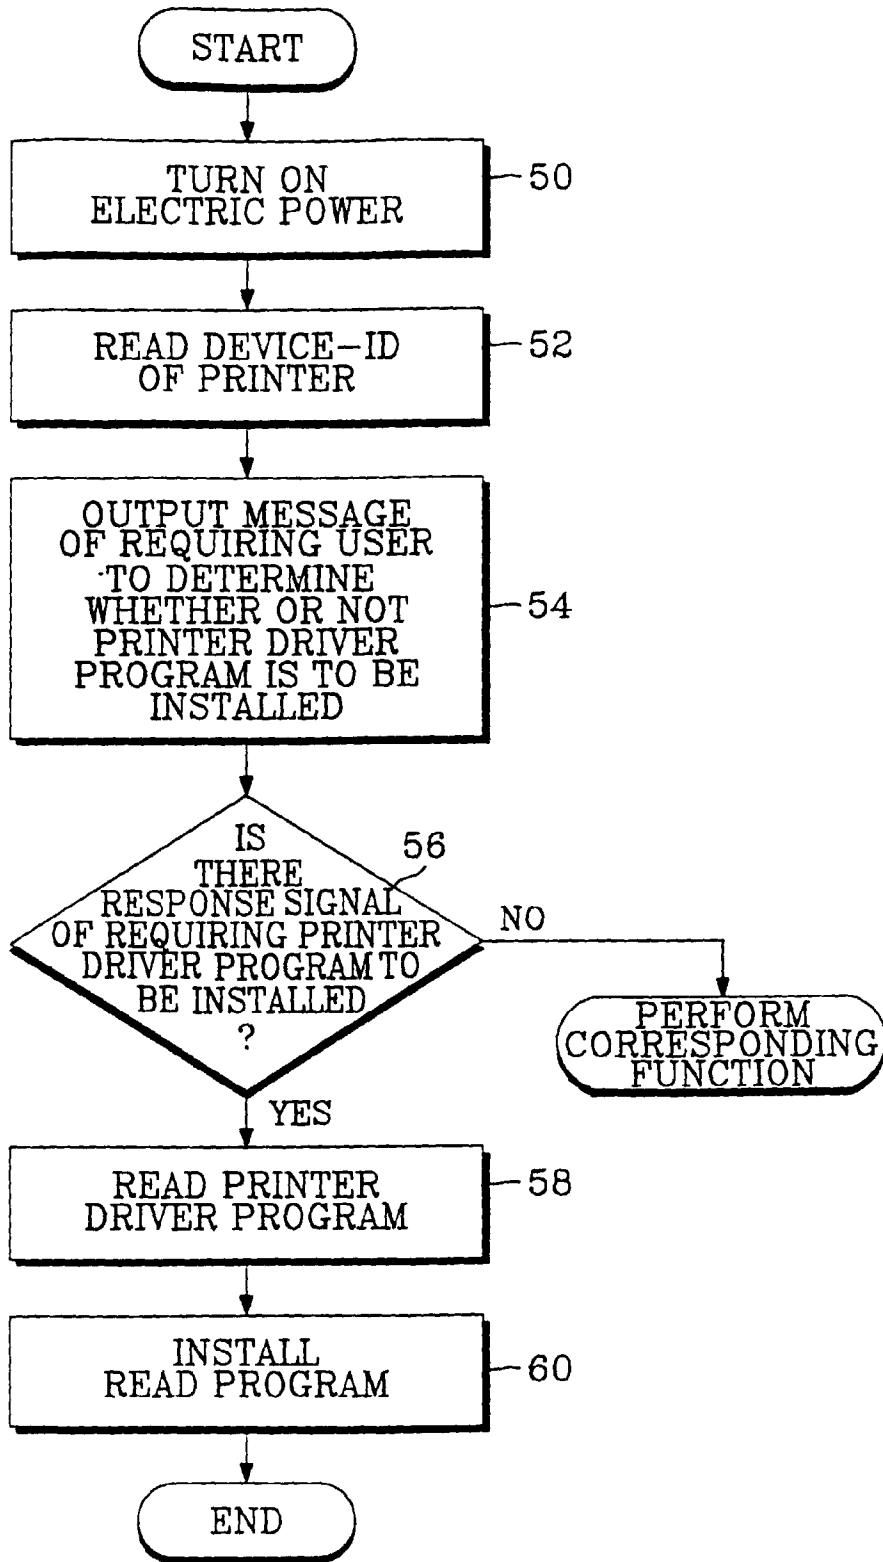 START
TURN ON
ELECTRIC POWER
50
READ DEVICE-ID
OF PRINTER
52
OUTPUT MESSAGE
OF REQUIRING USER
TO DETERMINE
WHETHER OR NOT
PRINTER DRIVER
PROGRAM IS TO BE
INSTALLED
54
IS
THERE
RESPONSE SIGNAL
OF REQUIRING PRINTER
DRIVER PROGRAM TO
BE INSTALLED
?
56
NO
PERFORM
CORRESPONDING
FUNCTION
YES
READ PRINTER
DRIVER PROGRAM
58
INSTALL
READ PROGRAM
60
END